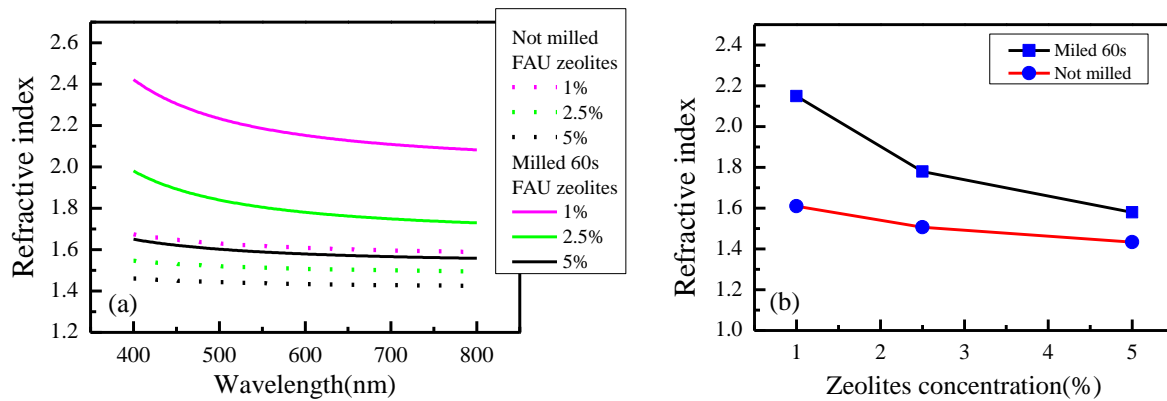 Refractive index
2.6
2.4
2.2
2.0
1.8
1.6
1.4
1.2
(a)
400 500 600 700 800
Wavelength(nm)
Not milled
FAU zeolites
1%
2.5%
5%
Milled 60s
FAU zeolites
1%
2.5%
5%
Refractive index
2.5
2.4
2.2
2.0
1.8
1.6
1.4
1.2
1.0
(b)
Miled 60s
Not milled
1 2 3 4 5
Zeolites concentration(%)